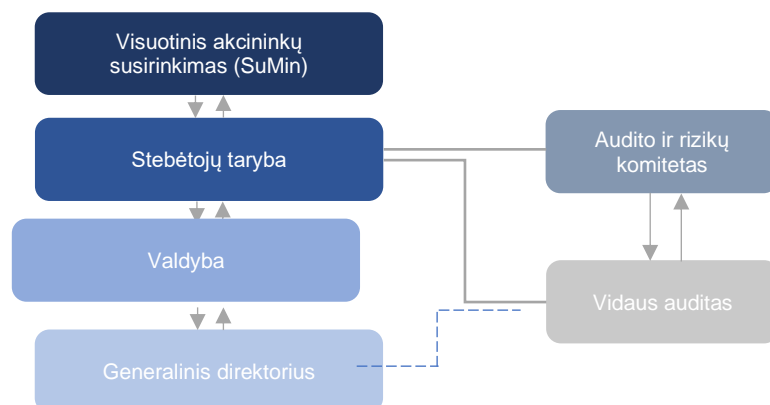 Visuotinis akcininkų
susirinkimas (SuMin)
Stebėtojų taryba
Audito ir rizikų
komitetas
Valdyba
Vidaus auditas
Generalinis direktorius